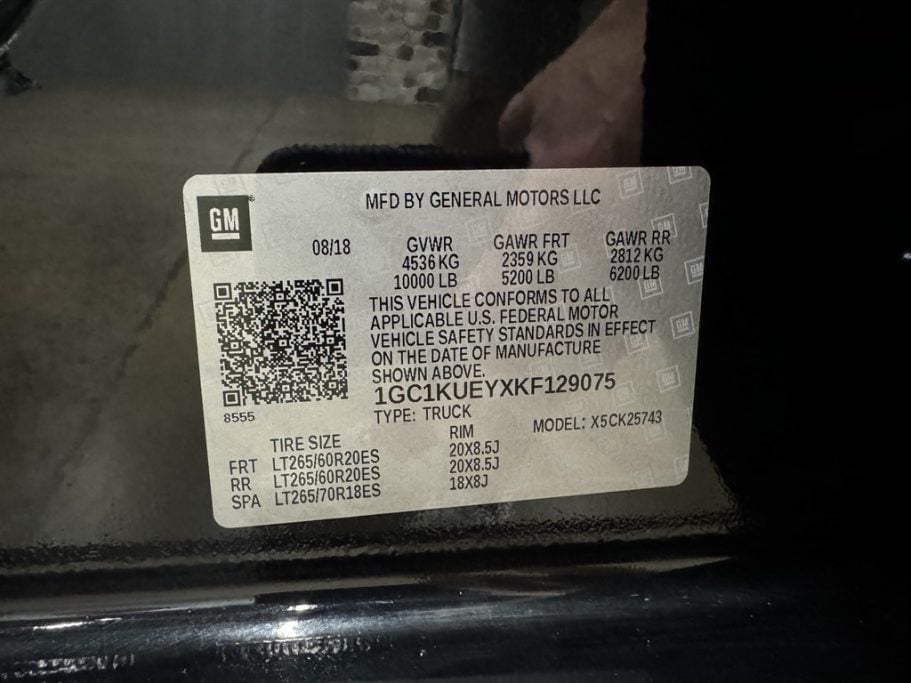 GM
MFD BY GENERAL MOTORS LLC
08/18 GVWR GAWR FRT GAWR RR
4536 KG 2359 KG 2812 KG
10000 LB 5200 LB 6200 LB
THIS VEHICLE CONFORMS TO ALL
APPLICABLE U.S. FEDERAL MOTOR
VEHICLE SAFETY STANDARDS IN EFFECT
ON THE DATE OF MANUFACTURE
SHOWN ABOVE.
1GC1KUEYXKF129075
8555
TYPE: TRUCK MODEL: X5 CK25743
TIRE SIZE RIM
FRT LT265/60R20ES 20X8.5J
RR LT265/60R20ES 20X8.5J
SPA LT265/70R18ES 18X8J